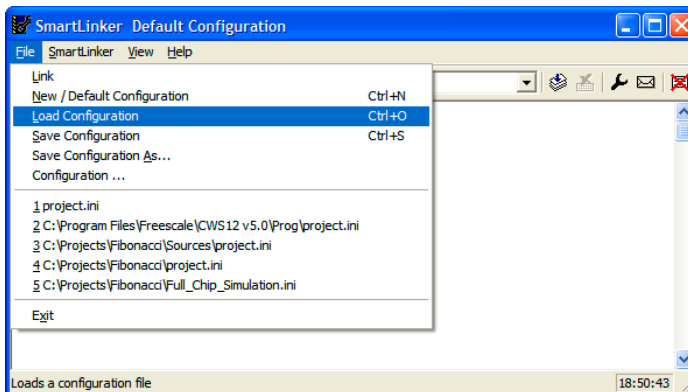 SmartLinker Default Configuration
File SmartLinker View Help
Link
New / Default Configuration Ctrl+N
Load Configuration Ctrl+O
Save Configuration Ctrl+S
Save Configuration As...
Configuration ...
1 project.ini
2 C:\Program Files\Freescale\CWS12 v5.0\Prog\project.ini
3 C:\Projects\Fibonacci\Sources\project.ini
4 C:\Projects\Fibonacci\project.ini
5 C:\Projects\Fibonacci\Full_Chip_Simulation.ini
Exit
Loads a configuration file 18:50:43